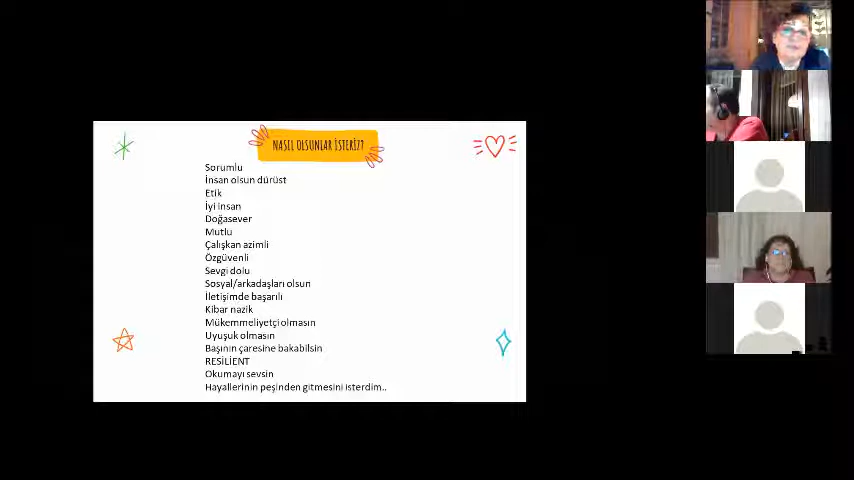 NASIL OLSUNLAR İSTERİZ?
Sorumlu
İnsan olsun dürüst
Etik
İyi insan
Doğasever
Mutlu
Çalışkan azimli
Özgüvenli
Sevgi dolu
Sosyal/arkadaşları olsun
İletişimde başarılı
Kibar nazik
Mükemmeliyetçi olmasın
Uyuşuk olmasın
Başının çaresine bakabilsin
RESİLİENT
Okumayı sevsin
Hayallerinin peşinden gitmesini isterdim..